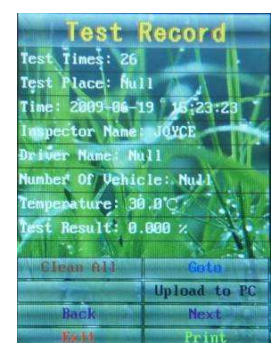 Test Record
Test Times: 26
Test Place: Null
Time: 2009-06-19 16:23:23
Inspector Name: JOYCE
Driver Name: Null
Number Of Vehicle: Null
Temperature: 30.0℃
Test Result: 0.000 %
Clean All Goto
Upload to PC
Back Next
Exit Print